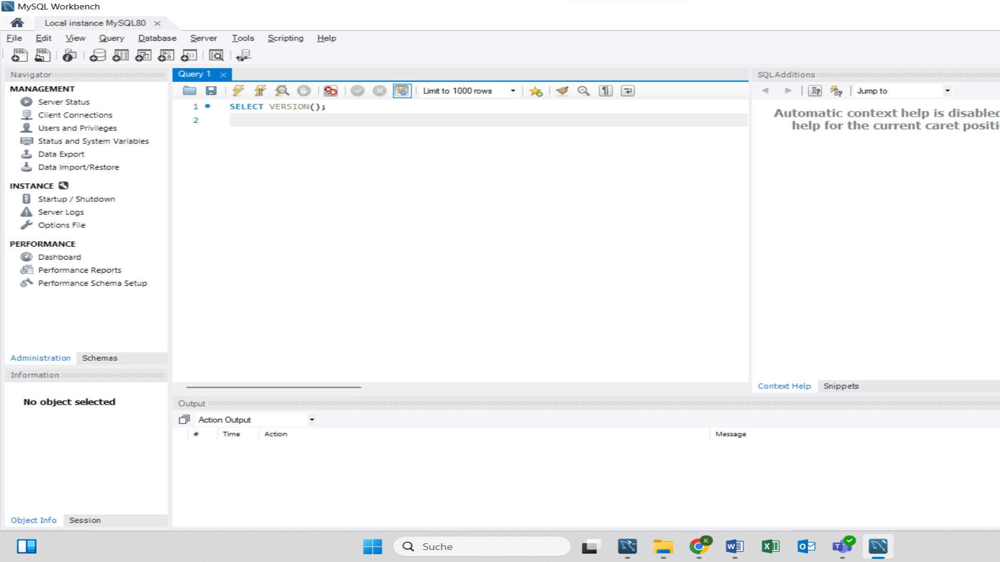 MySQL Workbench
Local instance MySQL80
File Edit View Query Database Server Tools Scripting Help
Navigator
MANAGEMENT
Server Status
Client Connections
Users and Privileges
Status and System Variables
Data Export
Data Import/Restore
INSTANCE
Startup / Shutdown
Server Logs
Options File
PERFORMANCE
Dashboard
Performance Reports
Performance Schema Setup
Administration Schemas
Information
No object selected
Object Info Session
Query 1
Limit to 1000 rows
1 SELECT VERSION();
2
SQLAdditions
Jump to
Automatic context help is disabled
help for the current caret positi
Context Help Snippets
Output
Action Output
# Time Action Message
Suche